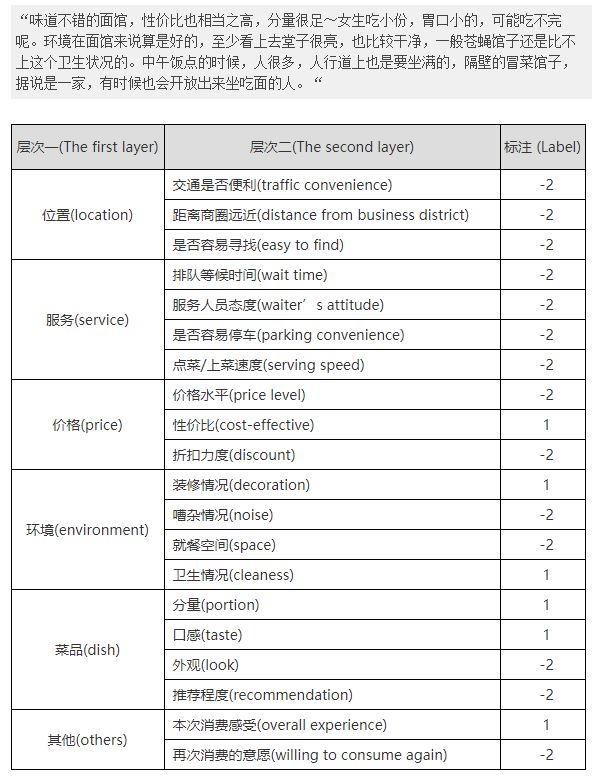 “味道不错的面馆，性价比也相当之高，分量很足～女生吃小份，胃口小的，可能吃不完
呢。环境在面馆来说算是好的，至少看上去堂子很亮，也比较干净，一般苍蝇馆子还是比不
上这个卫生状况的。中午饭点的时候，人很多，人行道上也是要坐满的，隔壁的冒菜馆子，
据说是一家，有时候也会开放出来坐吃面的人。“
层次一(The first layer) 层次二(The second layer) 标注 (Label)
位置(location)
交通是否便利(traffic convenience) -2
距离商圈远近(distance from business district) -2
是否容易寻找(easy to find) -2
服务(service)
排队等候时间(wait time) -2
服务人员态度(waiter’s attitude) -2
是否容易停车(parking convenience) -2
点菜/上菜速度(serving speed) -2
价格(price)
价格水平(price level) -2
性价比(cost-effective) 1
折扣力度(discount) -2
环境(environment)
装修情况(decoration) 1
嘈杂情况(noise) -2
就餐空间(space) -2
卫生情况(cleaness) 1
菜品(dish)
分量(portion) 1
口感(taste) 1
外观(look) -2
推荐程度(recommendation) -2
其他(others)
本次消费感受(overall experience) 1
再次消费的意愿(willing to consume again) -2